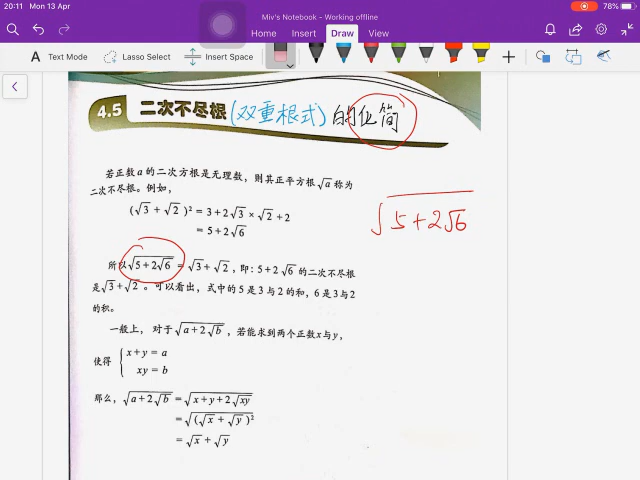 20:11 Mon 13 Apr
Miv's Notebook - Working offline
78%
Home Insert Draw View
A Text Mode Lasso Select Insert Space
4.5 二次不尽根(双重根式)的化简
若正数 a 的二次方根是无理数，则其正平方根 √a 称为
二次不尽根。例如，
(√3 + √2)² = 3 + 2√3 × √2 + 2
= 5 + 2√6
√(5 + 2√6)
所以 √(5 + 2√6) = √3 + √2，即：5 + 2√6 的二次不尽根
是 √3 + √2。可以看出，式中的 5 是 3 与 2 的和，6 是 3 与 2
的积。
一般上，对于 √(a + 2√b)，若能求到两个正数 x 与 y，
使得 { x + y = a
xy = b
那么，√(a + 2√b) = √(x + y + 2√xy)
= √((√x + √y)²)
= √x + √y